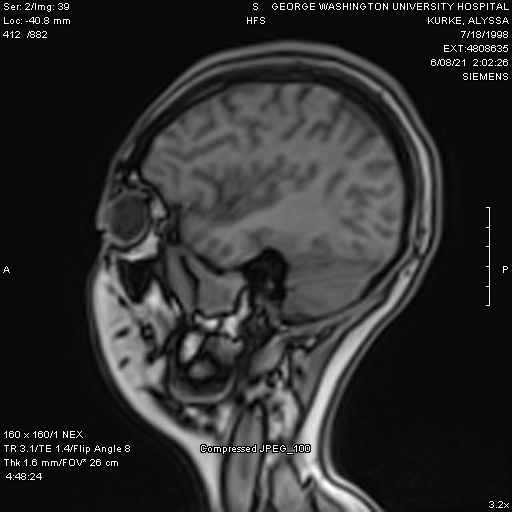 Ser: 2/Img: 39
Loc: -40.8 mm
412 /882
S GEORGE WASHINGTON UNIVERSITY HOSPITAL
HFS KURKE, ALYSSA
7/18/1998
EXT:4808635
6/08/21 2:02:26
SIEMENS
A
P
160 x 160/1 NEX
TR 3.1/TE 1.4/Flip Angle 8
Thk 1.6 mm/FOV* 26 cm
4:48:24
Compressed JPEG_100
3.2x